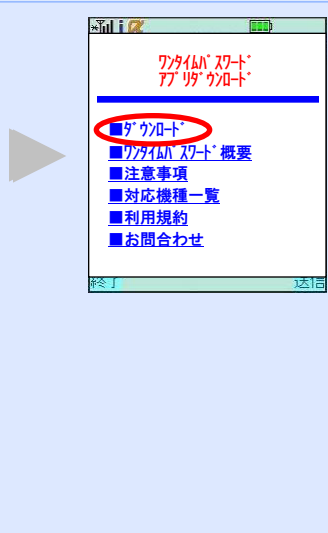 ﾜﾝﾀｲﾑﾊﾟｽﾜｰﾄﾞ
ｱﾌﾟﾘﾀﾞｳﾝﾛｰﾄﾞ
■ﾀﾞｳﾝﾛｰﾄﾞ
■ﾜﾝﾀｲﾑﾊﾟｽﾜｰﾄﾞ概要
■注意事項
■対応機種一覧
■利用規約
■お問合わせ
終了 送信